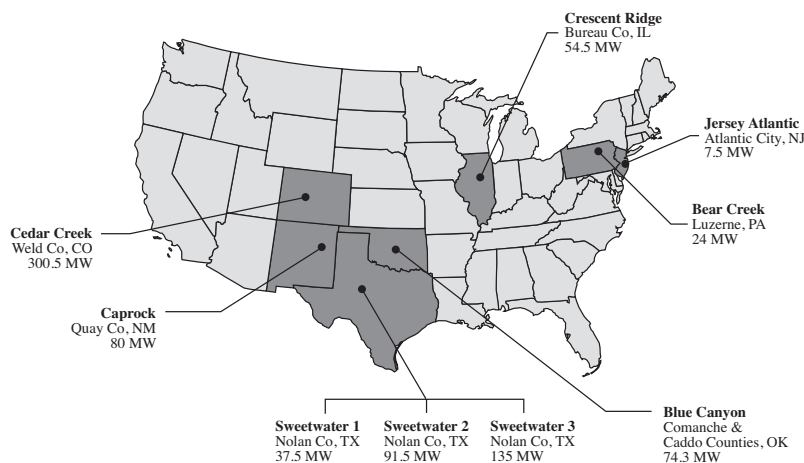 Crescent Ridge
Bureau Co, IL
54.5 MW
Jersey Atlantic
Atlantic City, NJ
7.5 MW
Bear Creek
Luzerne, PA
24 MW
Cedar Creek
Weld Co, CO
300.5 MW
Caprock
Quay Co, NM
80 MW
Sweetwater 1
Nolan Co, TX
37.5 MW
Sweetwater 2
Nolan Co, TX
91.5 MW
Sweetwater 3
Nolan Co, TX
135 MW
Blue Canyon
Comanche &
Caddo Counties, OK
74.3 MW